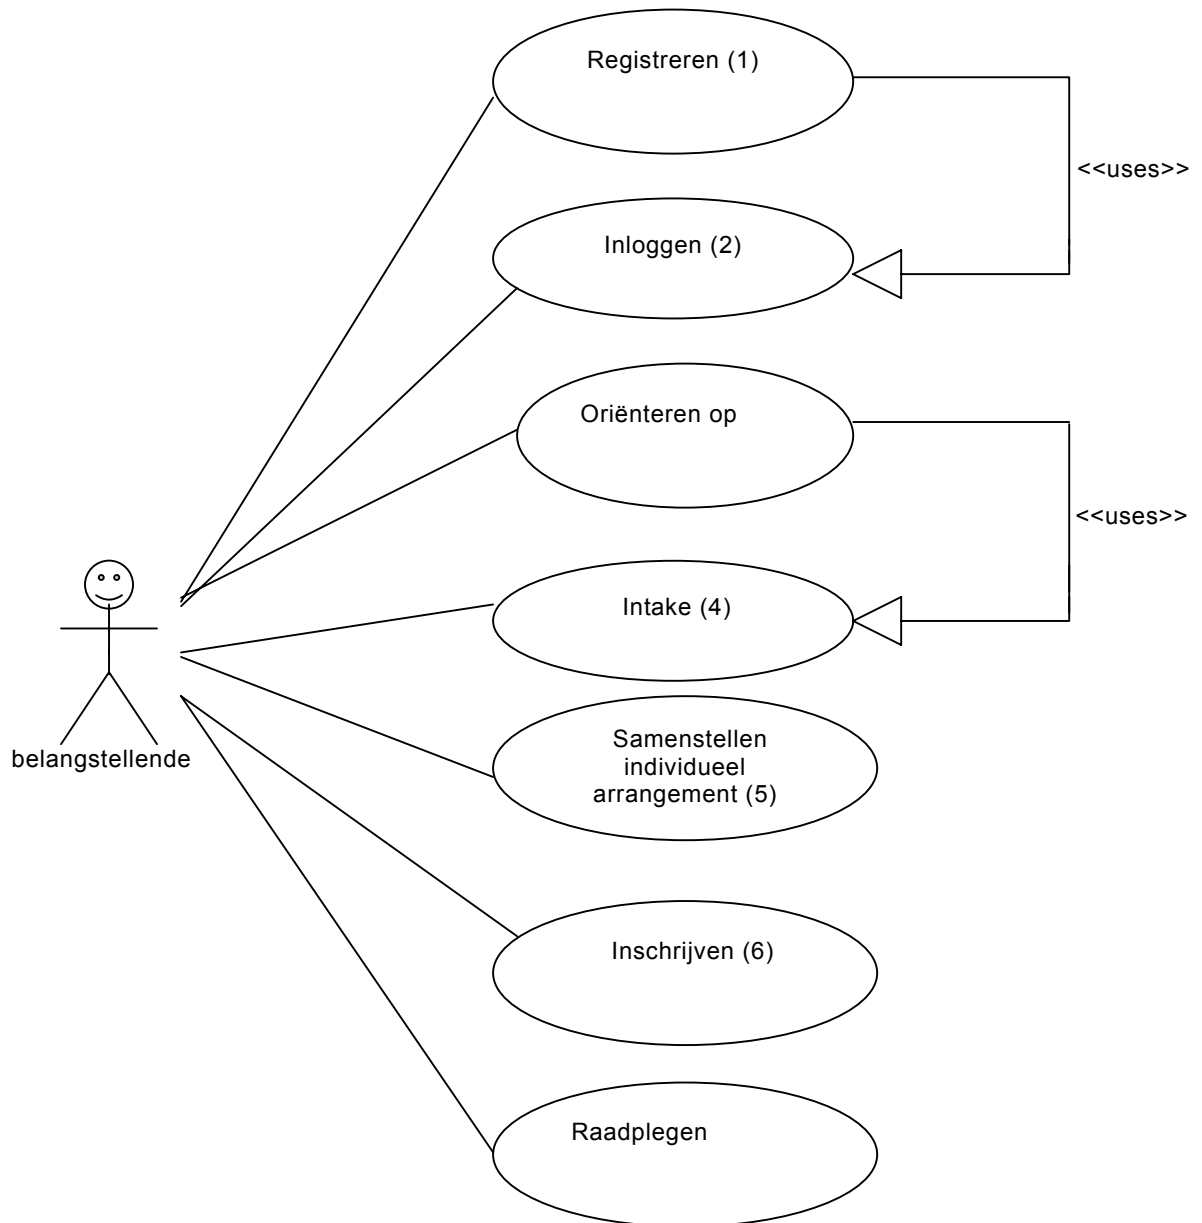 Registreren (1)
<<uses>>
Inloggen (2)
Oriënteren op
<<uses>>
Intake (4)
Samenstellen
individueel
arrangement (5)
belangstellende
Inschrijven (6)
Raadplegen